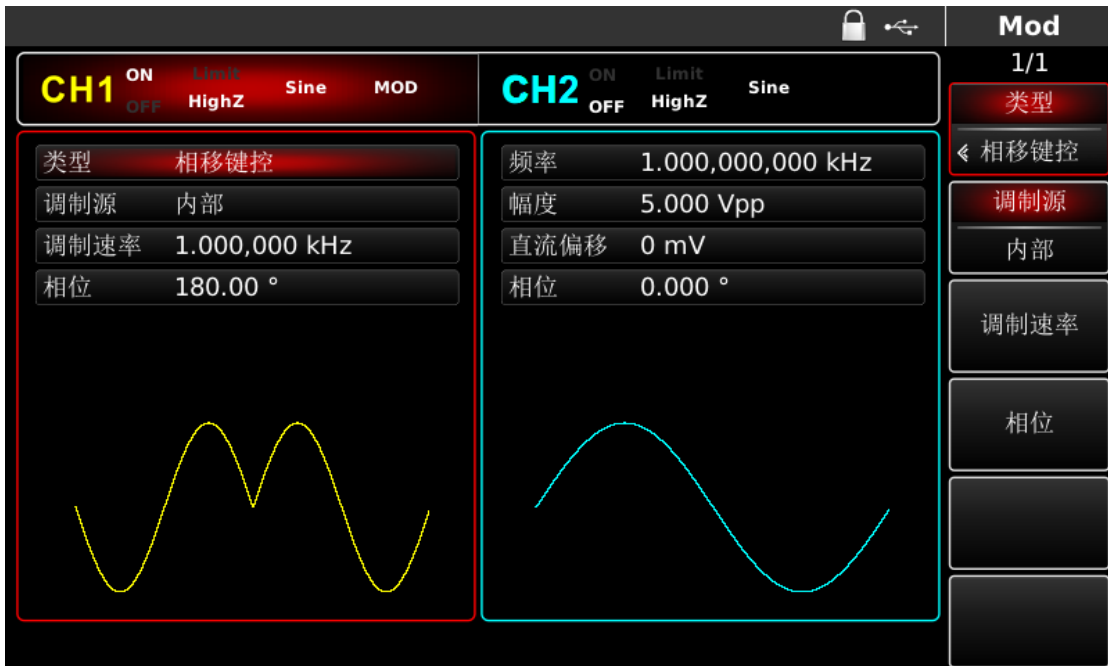 Mod
1/1
CH1 ON OFF Limit HighZ Sine MOD
CH2 ON OFF Limit HighZ Sine
类型 相移键控
调制源 内部
调制速率 1.000,000 kHz
相位 180.00 °
频率 1.000,000,000 kHz
幅度 5.000 Vpp
直流偏移 0 mV
相位 0.000 °
类型
相移键控
调制源
内部
调制速率
相位